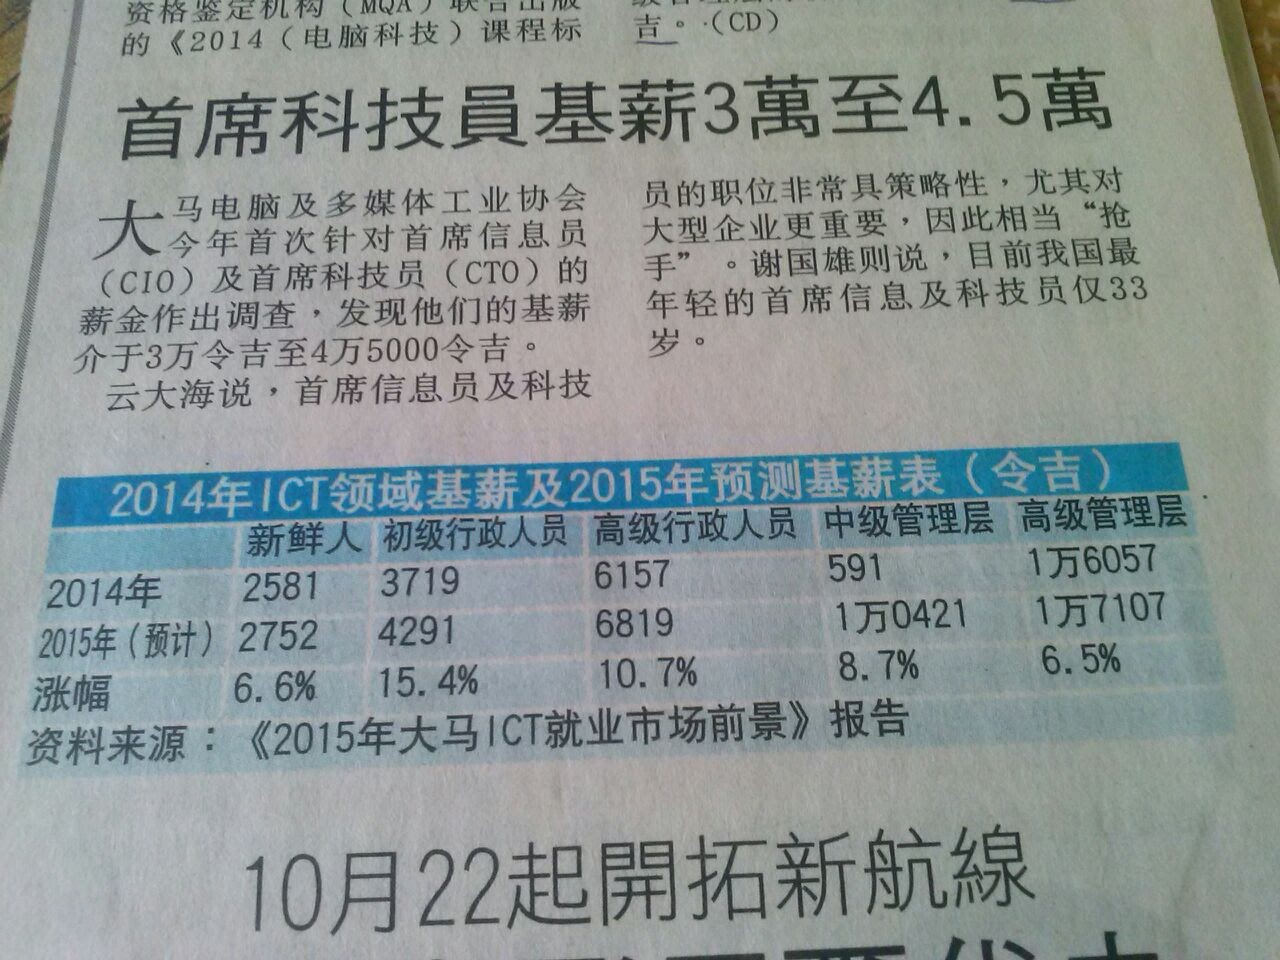 资格鉴定机构（MQA）联合出版
的《2014（电脑科技）课程标
吉。（CD）
首席科技員基薪3萬至4.5萬
大马电脑及多媒体工业协会
今年首次针对首席信息员
（CIO）及首席科技员（CTO）的
薪金作出调查，发现他们的基薪
介于3万令吉至4万5000令吉。
云大海说，首席信息员及科技
员的职位非常具策略性，尤其对
大型企业更重要，因此相当“抢
手”。谢国雄则说，目前我国最
年轻的首席信息及科技员仅33
岁。
2014年ICT领域基薪及2015年预测基薪表（令吉）
新鲜人 初级行政人员 高级行政人员 中级管理层 高级管理层
2014年 2581 3719 6157 591 1万6057
2015年（预计） 2752 4291 6819 1万0421 1万7107
涨幅 6.6% 15.4% 10.7% 8.7% 6.5%
资料来源：《2015年大马ICT就业市场前景》报告
10月22起開拓新航線